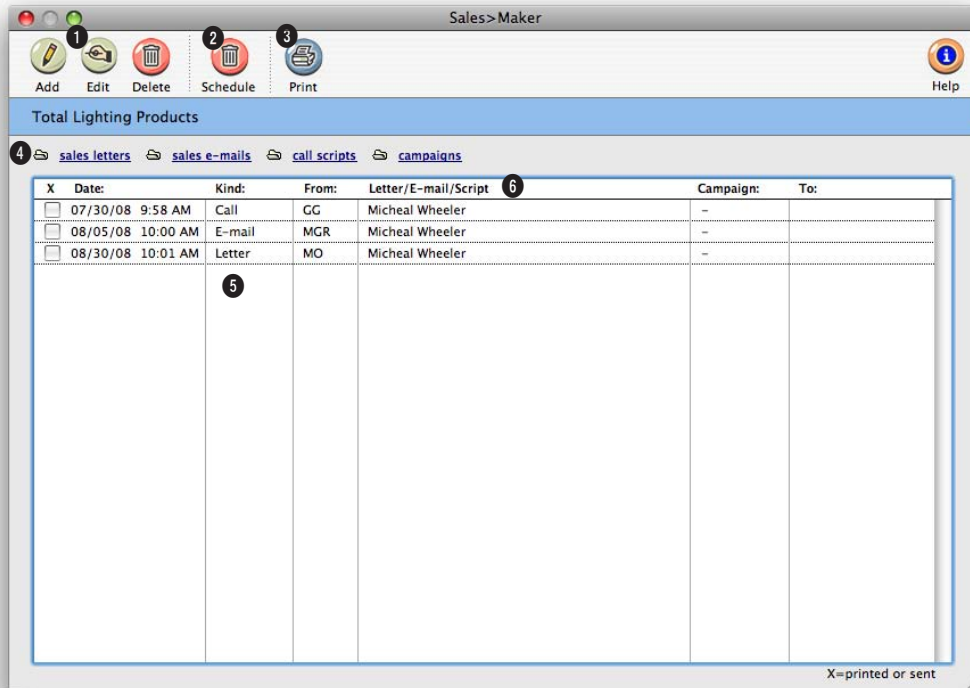 Sales>Maker
1 2 3
Add Edit Delete Schedule Print Help
Total Lighting Products
4 sales letters sales e-mails call scripts campaigns
X Date: Kind: From: Letter/E-mail/Script 6 Campaign: To:
07/30/08 9:58 AM Call GG Micheal Wheeler –
08/05/08 10:00 AM E-mail MGR Micheal Wheeler –
08/30/08 10:01 AM Letter MO Micheal Wheeler –
5
X=printed or sent